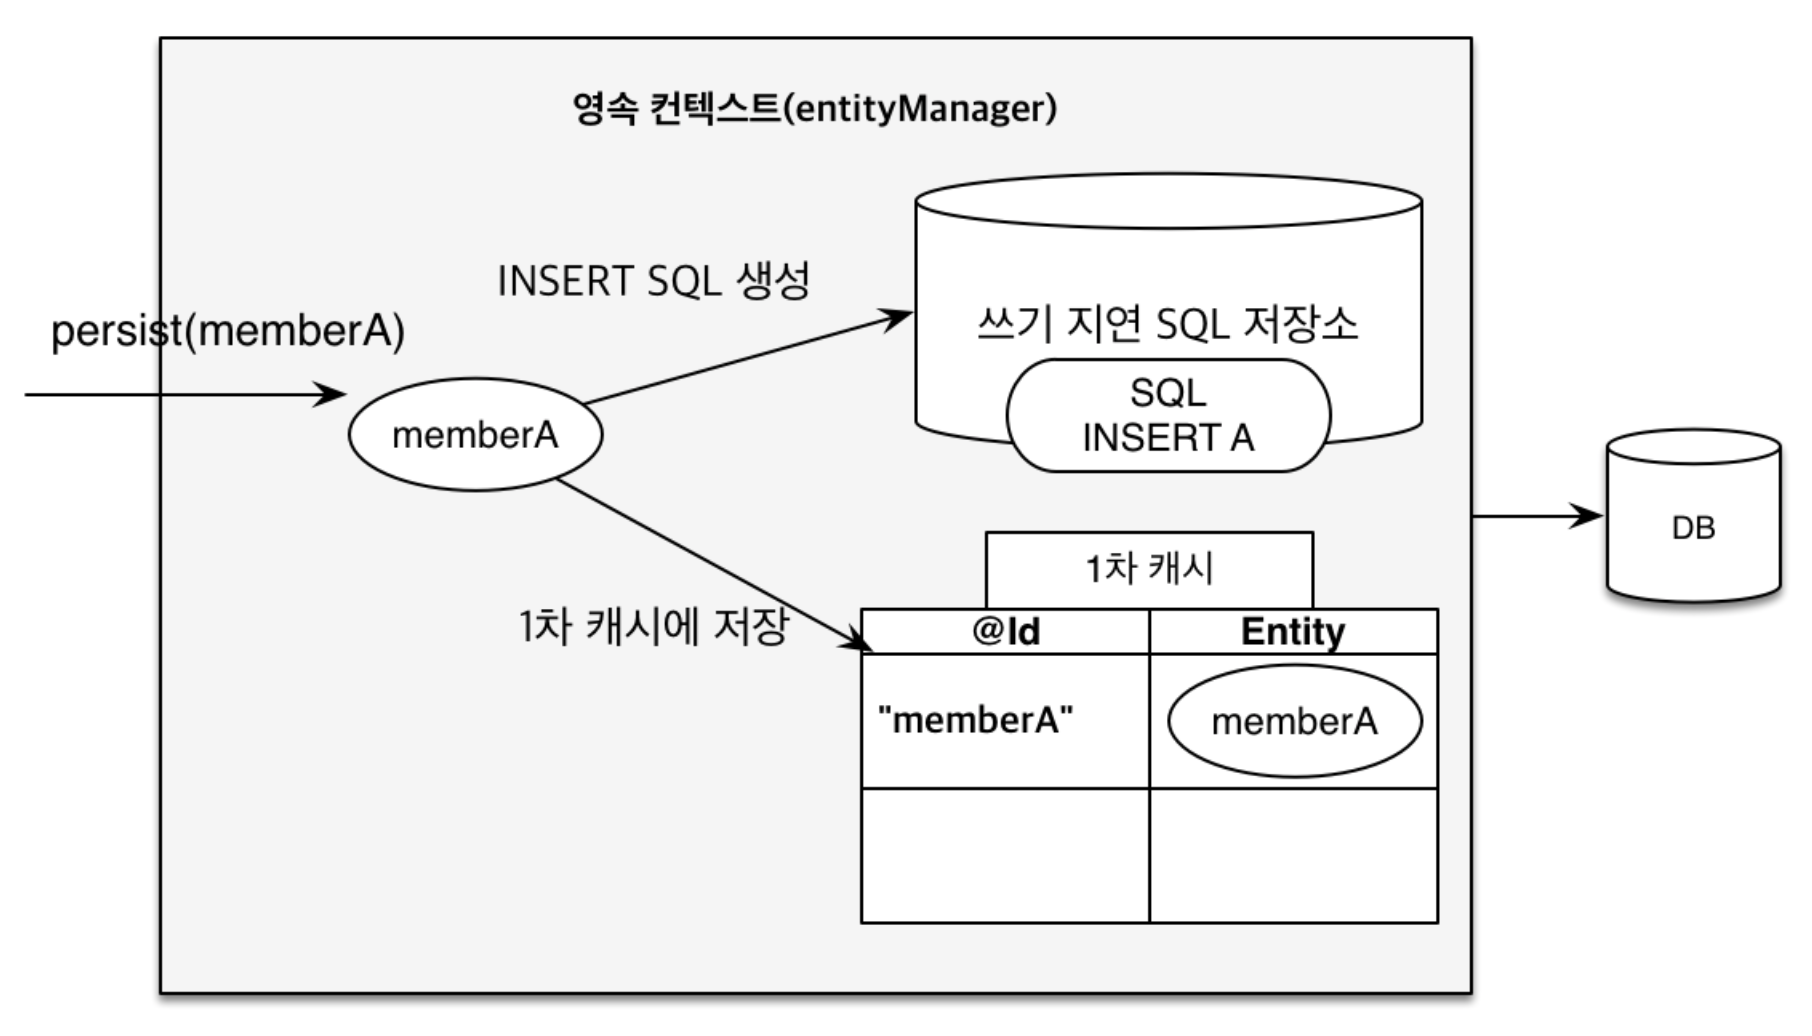 영속 컨텍스트(entityManager)
INSERT SQL 생성
persist(memberA)
쓰기 지연 SQL 저장소
SQL
INSERT A
memberA
DB
1차 캐시
1차 캐시에 저장
@Id
Entity
"memberA"
memberA